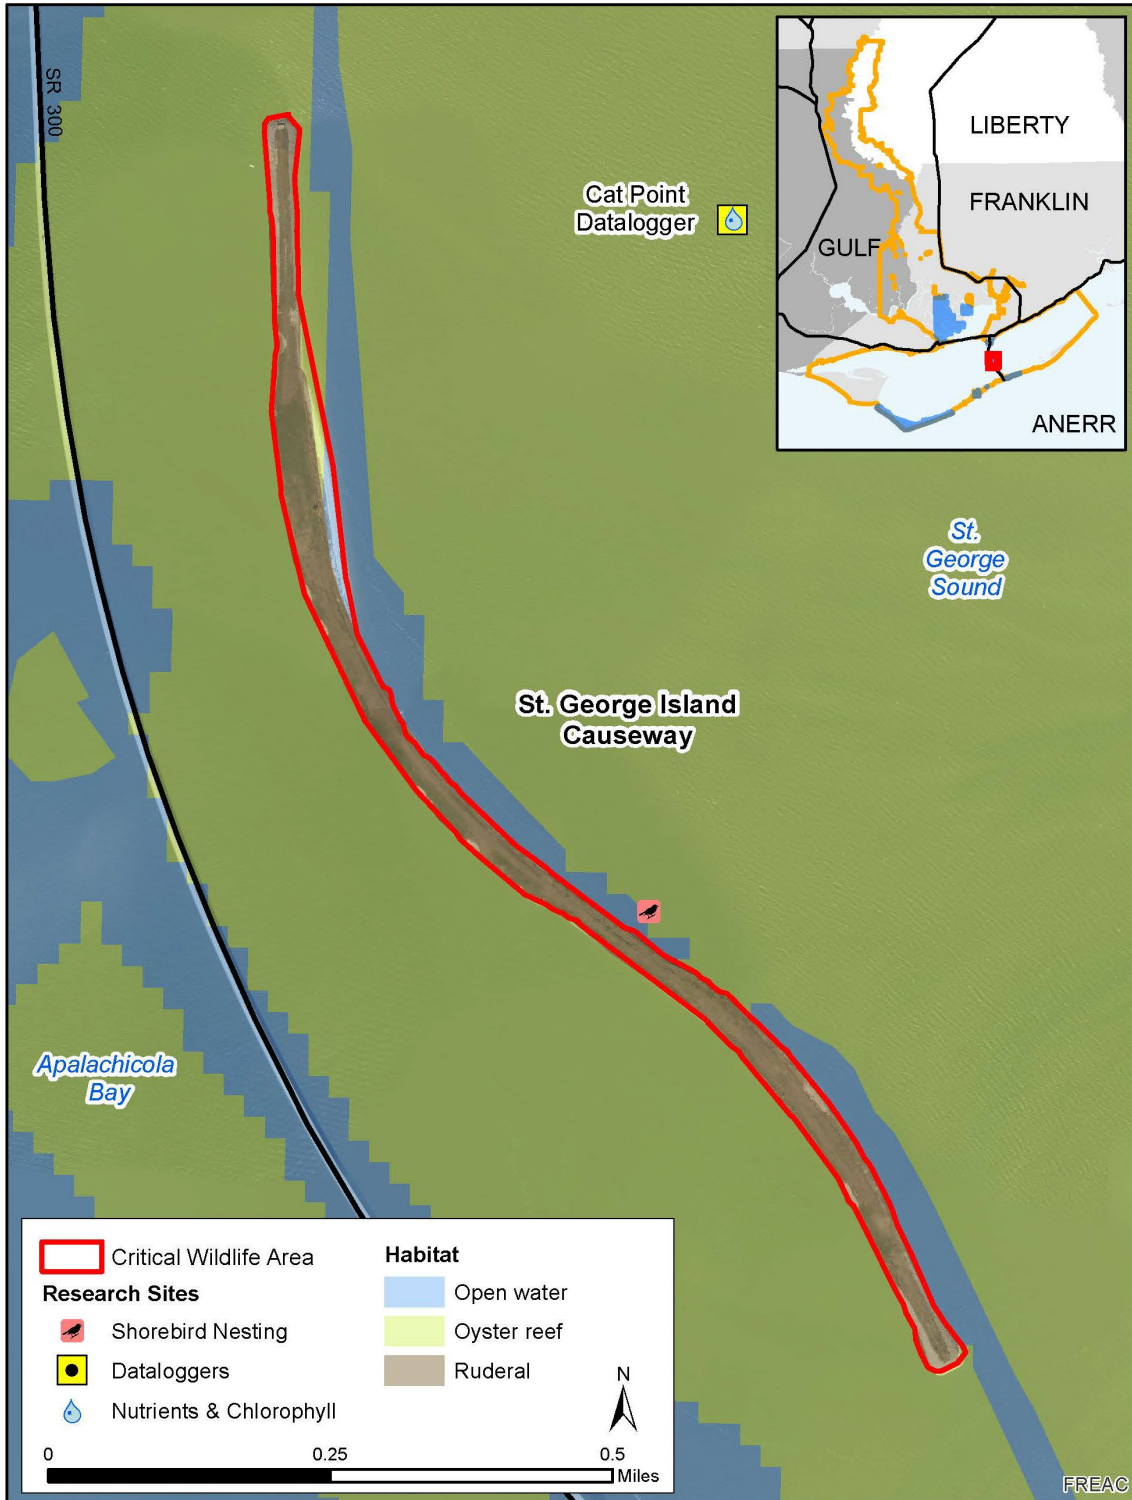 SR 300
Cat Point
Datalogger
LIBERTY
FRANKLIN
GULF
ANERR
St.
George
Sound
St. George Island
Causeway
Apalachicola
Bay
Critical Wildlife Area
Research Sites
Shorebird Nesting
Dataloggers
Nutrients & Chlorophyll
Habitat
Open water
Oyster reef
Ruderal
N
0 0.25 0.5
Miles
FREAC